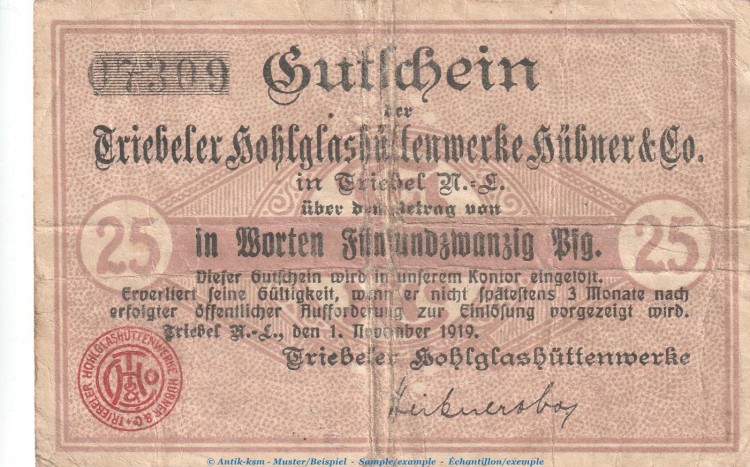 07309
Gutschein
der
Triebeler Hohlglashüttenwerke Hübner & Co.
in Triebel N.-L.
über den Betrag von
25 in Worten Fünfundzwanzig Pfg. 25
Dieser Gutschein wird in unserem Kontor eingelöst.
Er verliert seine Gültigkeit, wenn er nicht spätestens 3 Monate nach
erfolgter öffentlicher Aufforderung zur Einlösung vorgezeigt wird.
Triebel N.-L., den 1. November 1919.
Triebeler Hohlglashüttenwerke
TRIEBELER HOHLGLASHÜTTENWERKE HÜBNER & Co.
© Antik-ksm - Muster/Beispiel - Sample/example - Échantillon/exemple